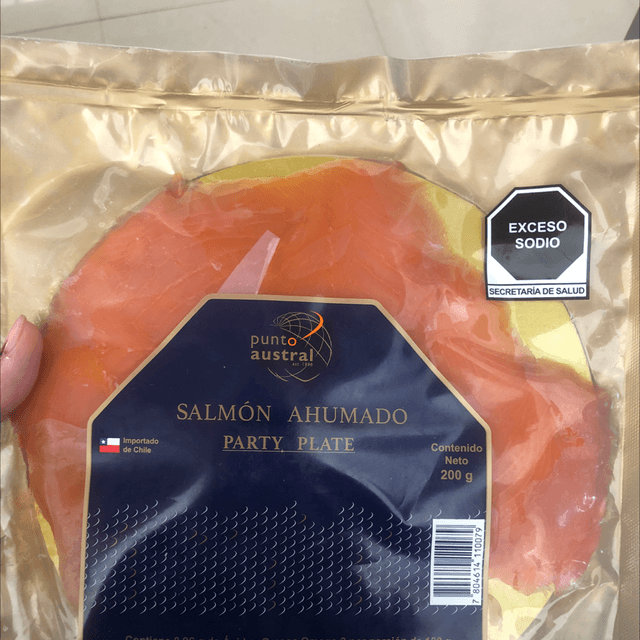 EXCESO
SODIO
SECRETARÍA DE SALUD
punto
austral
SALMÓN AHUMADO
PARTY PLATE
Importado
de Chile
Contenido
Neto
200 g
7 804614 110079